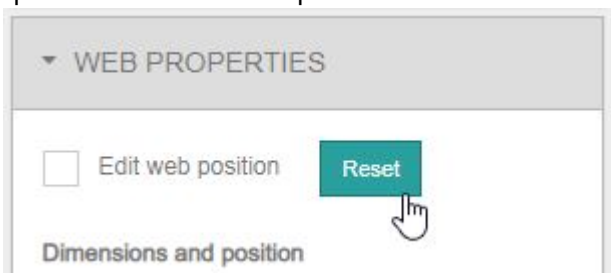 WEB PROPERTIES
Edit web position Reset
Dimensions and position